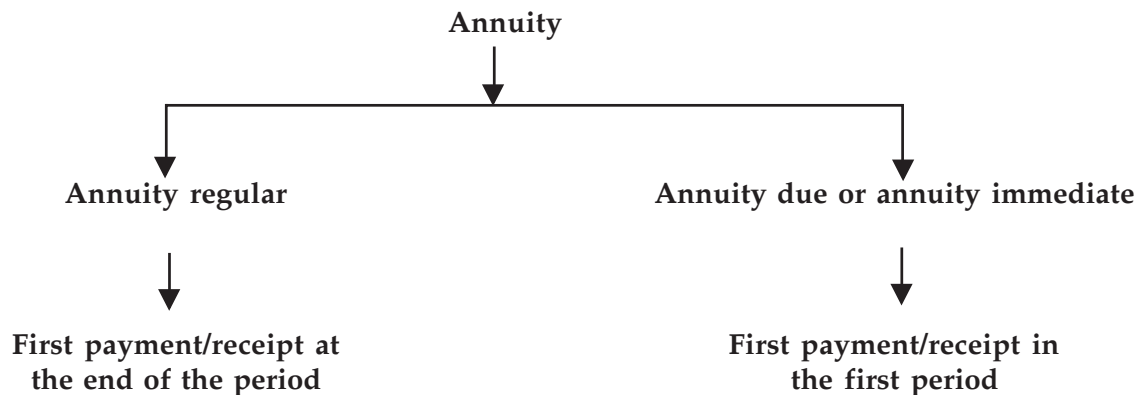 Annuity
Annuity regular
Annuity due or annuity immediate
First payment/receipt at
the end of the period
First payment/receipt in
the first period